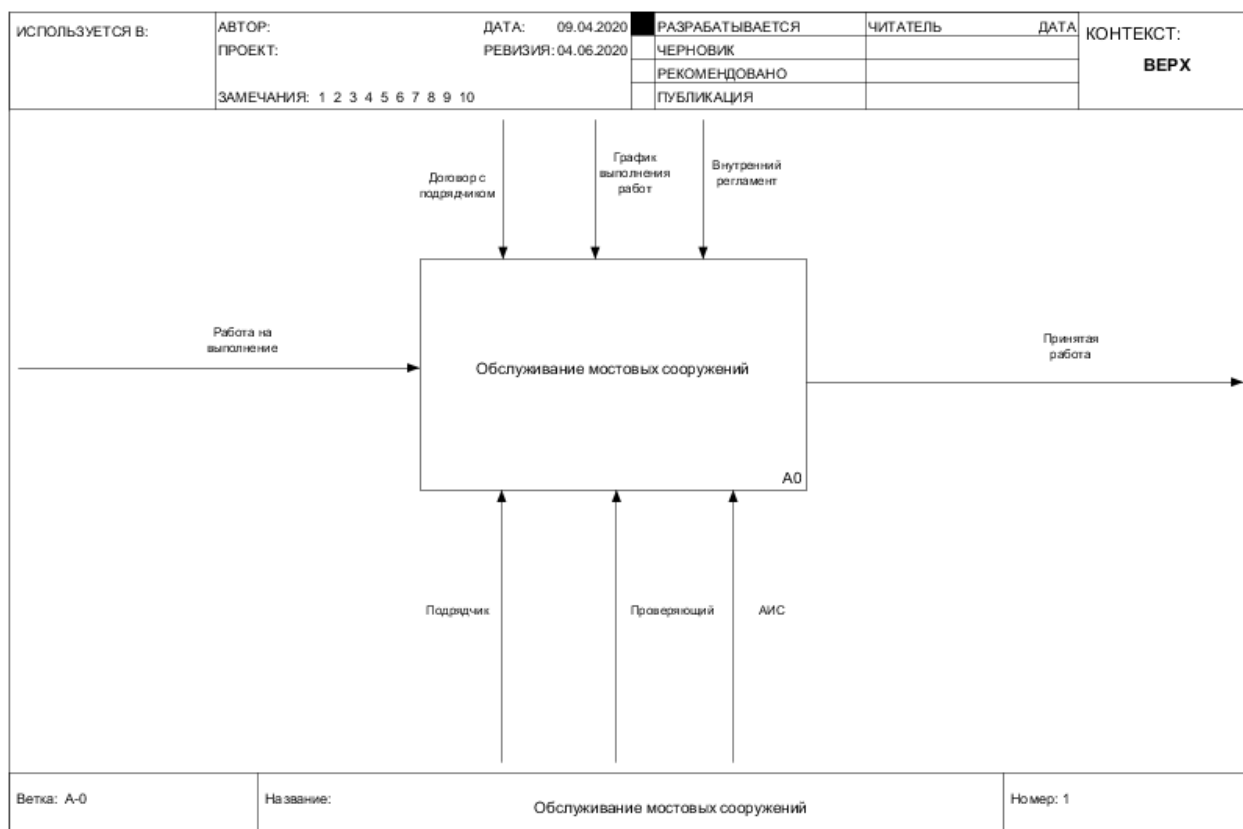 ИСПОЛЬЗУЕТСЯ В:
АВТОР:
ДАТА: 09.04.2020
ПРОЕКТ:
РЕВИЗИЯ: 04.06.2020
ЗАМЕЧАНИЯ: 1 2 3 4 5 6 7 8 9 10
РАЗРАБАТЫВАЕТСЯ
ЧЕРНОВИК
РЕКОМЕНДОВАНО
ПУБЛИКАЦИЯ
ЧИТАТЕЛЬ
ДАТА
КОНТЕКСТ:
ВЕРХ
Договор с
подрядчиком
График
выполнения
работ
Внутренний
регламент
Работа на
выполнение
Обслуживание мостовых сооружений
A0
Принятая
работа
Подрядчик
Проверяющий
АИС
Ветка: A-0
Название:
Обслуживание мостовых сооружений
Номер: 1